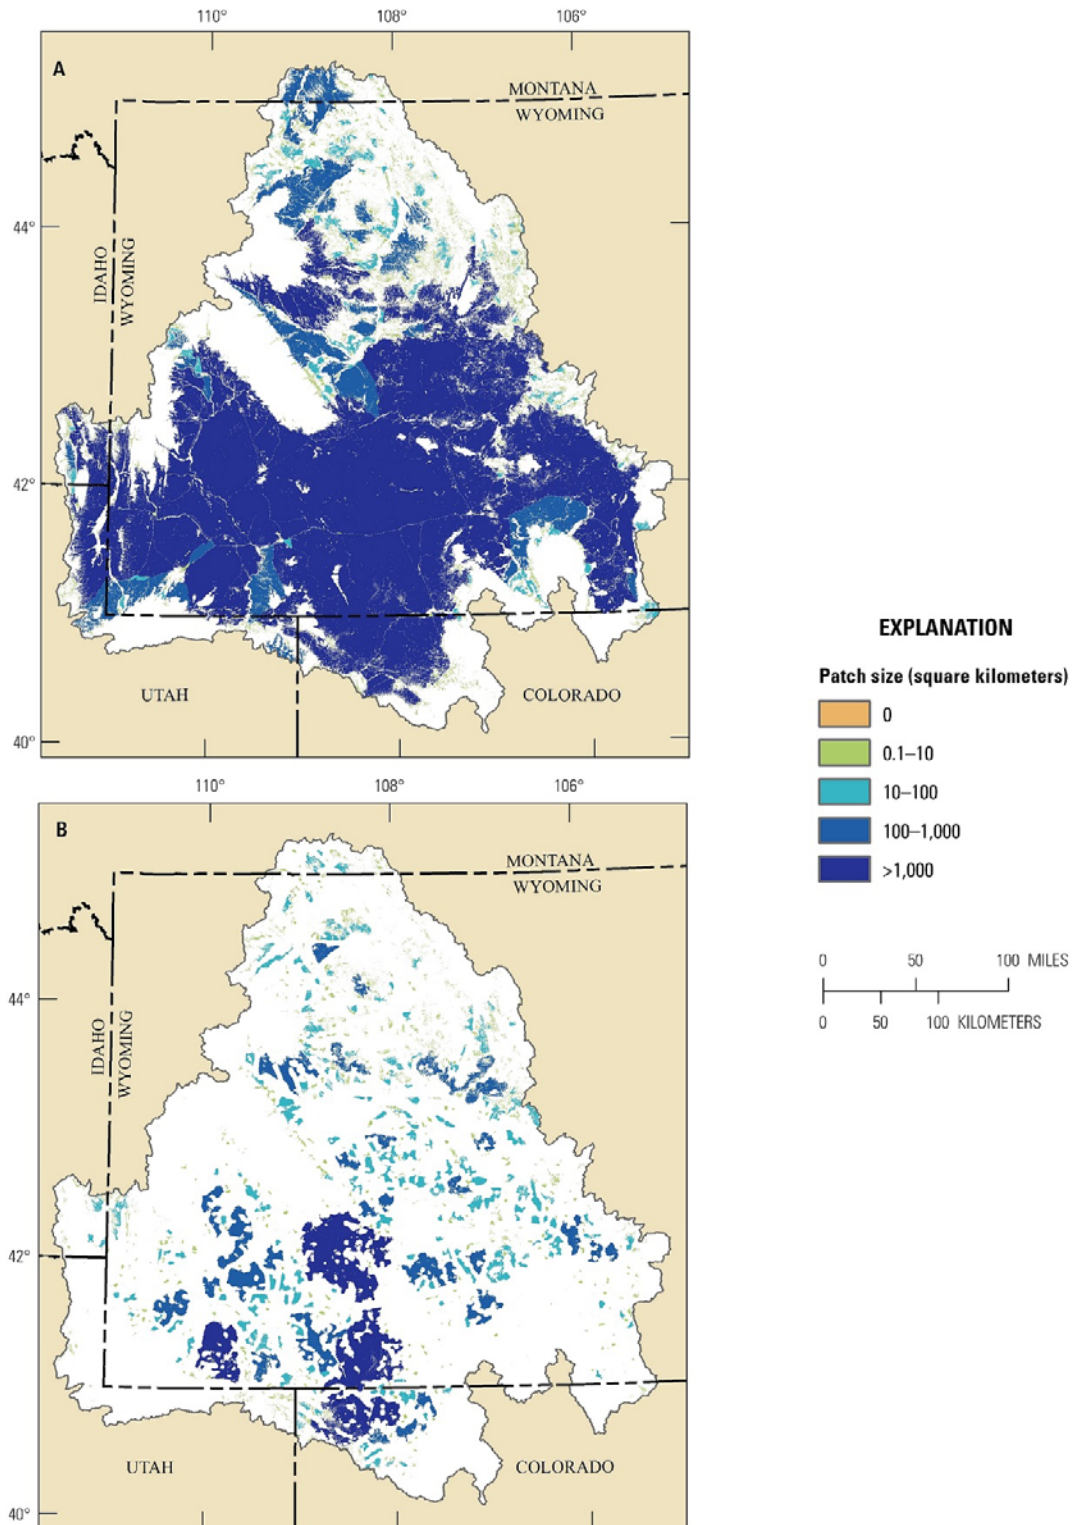 110°
108°
106°
A
MONTANA
WYOMING
44°
IDAHO
WYOMING
42°
UTAH
COLORADO
40°
110°
108°
106°
B
MONTANA
WYOMING
44°
IDAHO
WYOMING
42°
UTAH
COLORADO
40°
EXPLANATION
Patch size (square kilometers)
0
0.1–10
10–100
100–1,000
>1,000
0 50 100 MILES
0 50 100 KILOMETERS